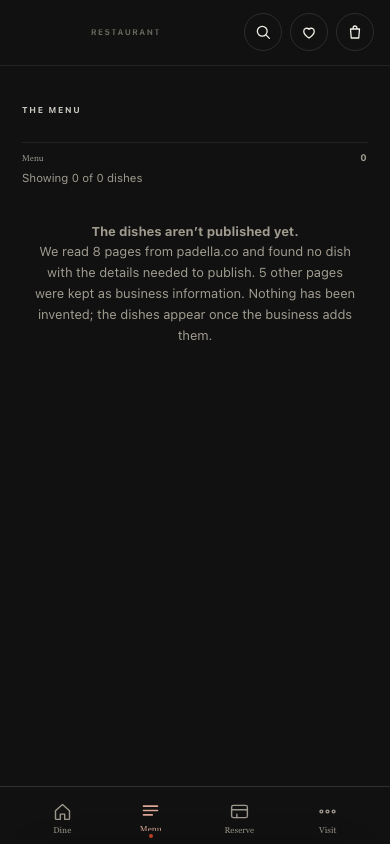 RESTAURANT
THE MENU
Menu 0
Showing 0 of 0 dishes
The dishes aren’t published yet.
We read 8 pages from padella.co and found no dish
with the details needed to publish. 5 other pages
were kept as business information. Nothing has been
invented; the dishes appear once the business adds
them.
Dine Menu Reserve Visit